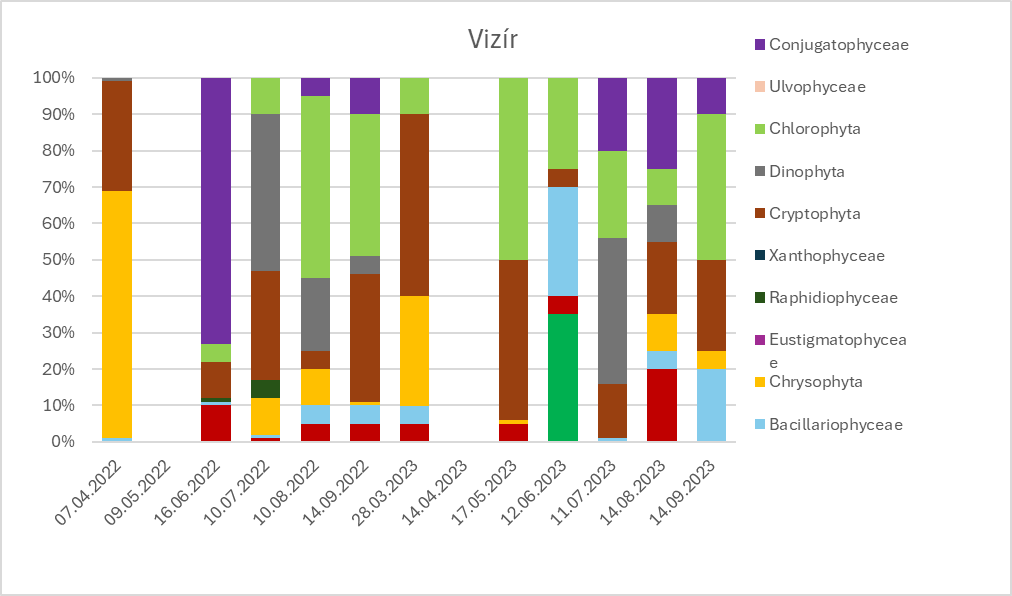 Vizír
100%
90%
80%
70%
60%
50%
40%
30%
20%
10%
0%
07.04.2022
09.05.2022
16.06.2022
10.07.2022
10.08.2022
14.09.2022
28.03.2023
14.04.2023
17.05.2023
12.06.2023
11.07.2023
14.08.2023
14.09.2023
Conjugatophyceae
Ulvophyceae
Chlorophyta
Dinophyta
Cryptophyta
Xanthophyceae
Raphidiophyceae
Eustigmatophycea
e
Chrysophyta
Bacillariophyceae